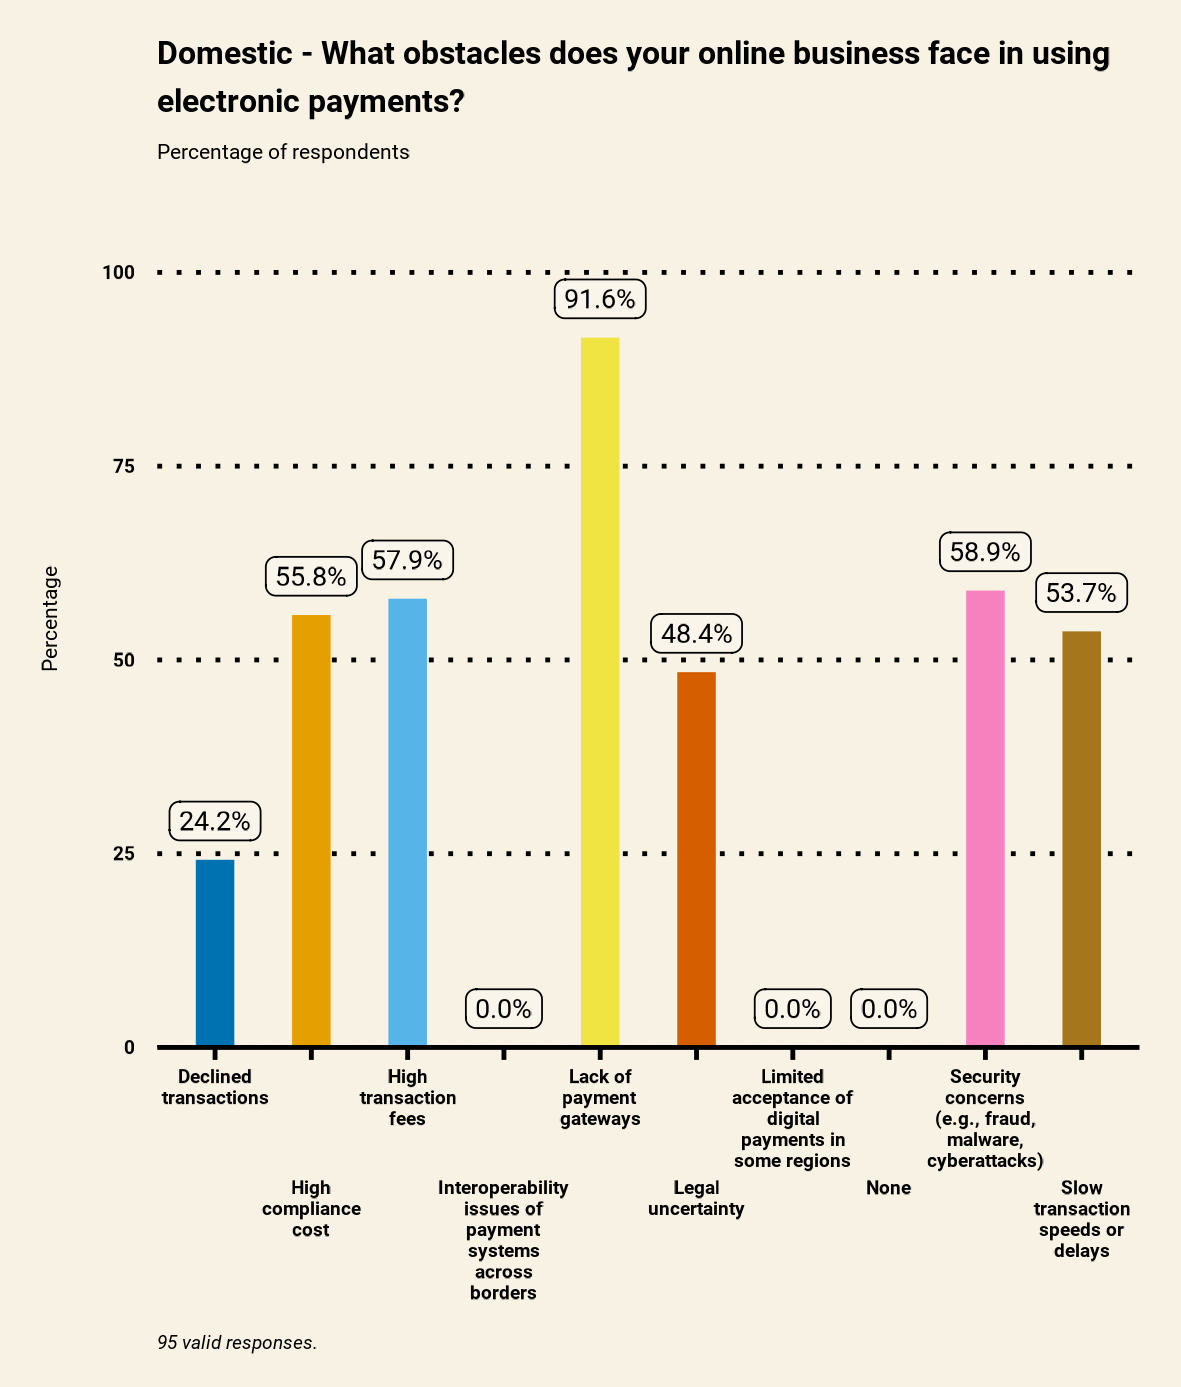 Domestic - What obstacles does your online business face in using
electronic payments?
Percentage of respondents
100
75
50
25
0
Percentage
24.2%
55.8%
57.9%
0.0%
91.6%
48.4%
0.0%
0.0%
58.9%
53.7%
Declined
transactions
High
compliance
cost
High
transaction
fees
Interoperability
issues of
payment
systems
across
borders
Lack of
payment
gateways
Legal
uncertainty
Limited
acceptance of
digital
payments in
some regions
None
Security
concerns
(e.g., fraud,
malware,
cyberattacks)
Slow
transaction
speeds or
delays
95 valid responses.